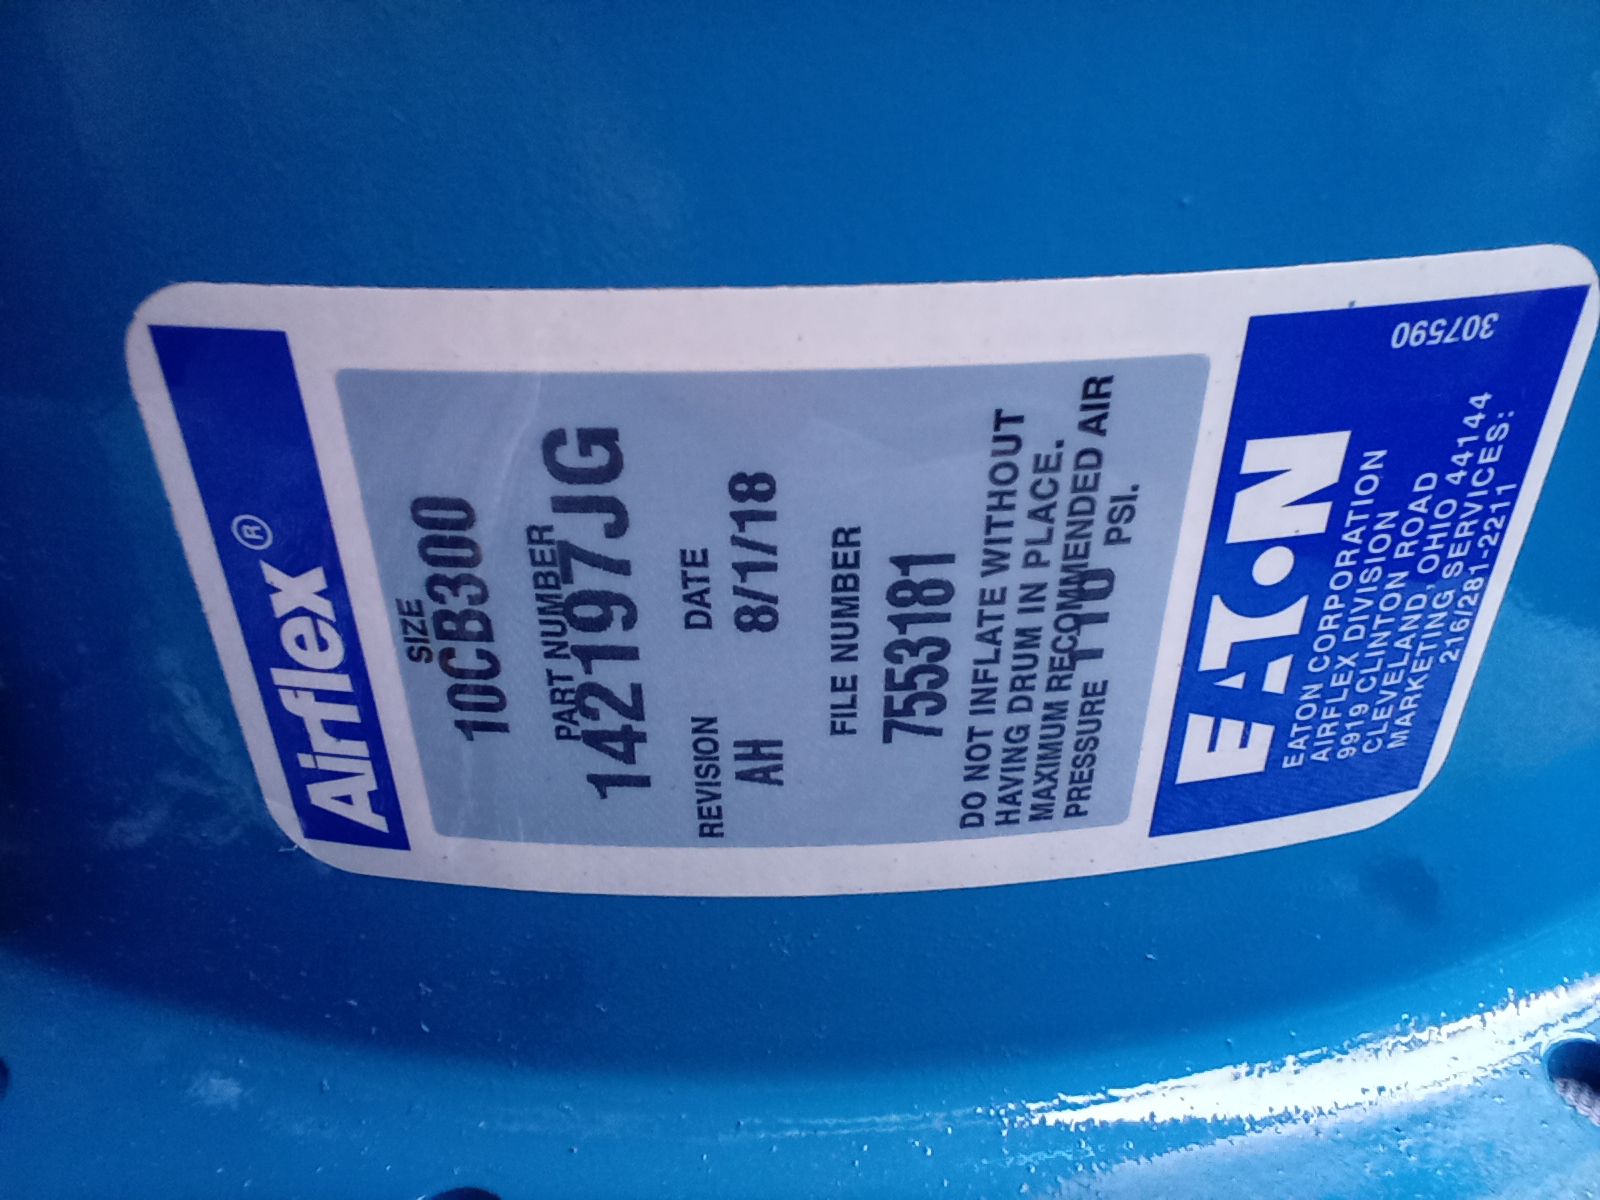 Airflex®
SIZE
10CB300
PART NUMBER
142197JG
REVISION DATE
AH 8/1/18
FILE NUMBER
7553181
DO NOT INFLATE WITHOUT
HAVING DRUM IN PLACE.
MAXIMUM RECOMMENDED AIR
PRESSURE 110 PSI.
EATON
EATON CORPORATION
AIRFLEX DIVISION
9919 CLINTON ROAD
CLEVELAND, OHIO 44144
MARKETING SERVICES:
216/281-2211
307590